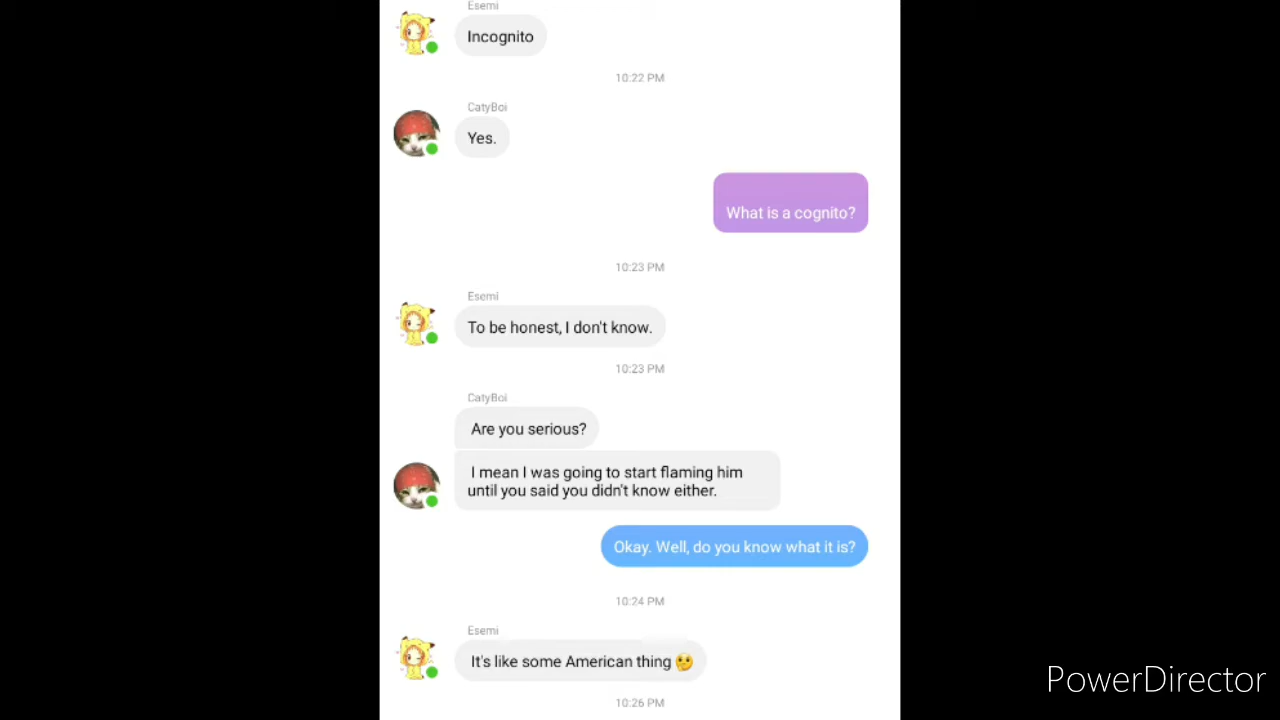 Esemi
Incognito
10:22 PM
CatyBoi
Yes.
What is a cognito?
10:23 PM
Esemi
To be honest, I don't know.
10:23 PM
CatyBoi
Are you serious?
I mean I was going to start flaming him
until you said you didn't know either.
Okay. Well, do you know what it is?
10:24 PM
Esemi
It's like some American thing 🤔
10:26 PM
PowerDirector